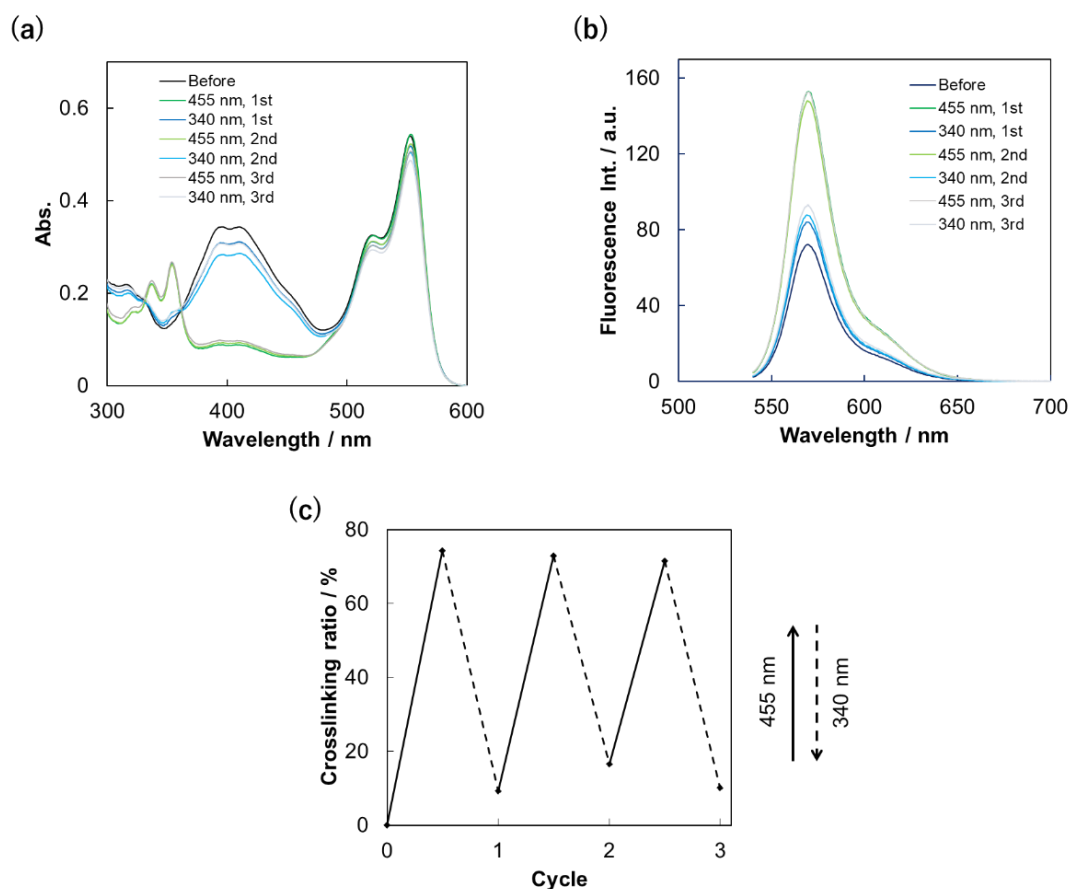 (a)
Before
455 nm, 1st
340 nm, 1st
455 nm, 2nd
340 nm, 2nd
455 nm, 3rd
340 nm, 3rd
Abs.
0.6
0.4
0.2
0
300
400
500
600
Wavelength / nm
(b)
Before
455 nm, 1st
340 nm, 1st
455 nm, 2nd
340 nm, 2nd
455 nm, 3rd
340 nm, 3rd
Fluorescence Int. / a.u.
160
120
80
40
0
500
550
600
650
700
Wavelength / nm
(c)
Crosslinking ratio / %
80
60
40
20
0
0
1
2
3
Cycle
455 nm
340 nm